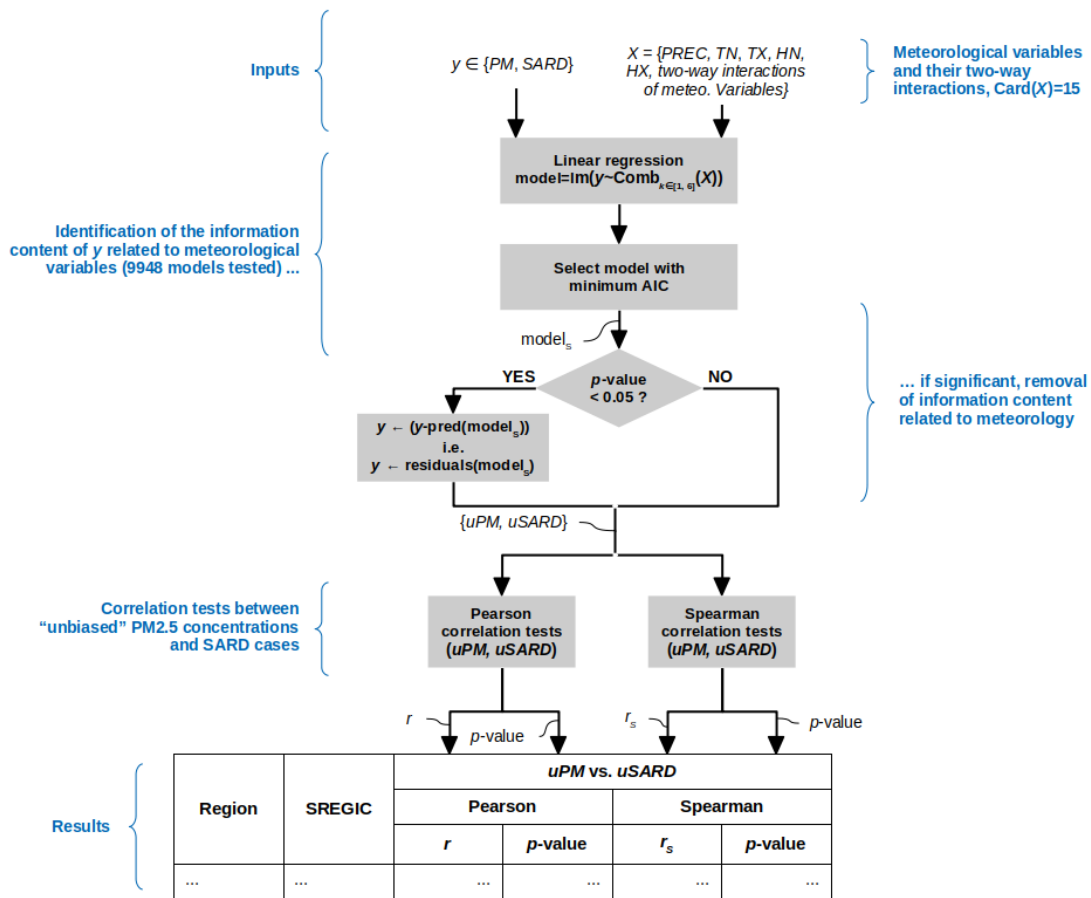 Inputs
y ∈ {PM, SARD}
X = {PREC, TN, TX, HN,
HX, two-way interactions
of meteo. Variables}
Meteorological variables
and their two-way
interactions, Card(X)=15
Linear regression
model=lm(y~Comb k∈[1, 6](X))
Identification of the information
content of y related to meteorological
variables (9948 models tested) ...
Select model with
minimum AIC
modelS
YES
p-value
< 0.05 ?
NO
... if significant, removal
of information content
related to meteorology
y ← (y-pred(modelS))
i.e.
y ← residuals(modelS)
{uPM, uSARD}
Correlation tests between
“unbiased” PM2.5 concentrations
and SARD cases
Pearson
correlation tests
(uPM, uSARD)
Spearman
correlation tests
(uPM, uSARD)
r
p-value
rS
p-value
Results
Region
SREGIC
uPM vs. uSARD
Pearson
Spearman
r
p-value
rS
p-value
... ... ... ... ... ...